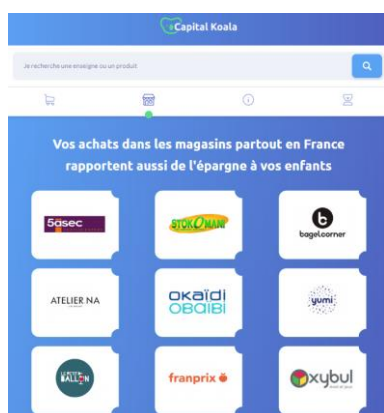 Capital Koala
Je recherche une enseigne ou un produit
Vos achats dans les magasins partout en France
rapportent aussi de l'épargne à vos enfants
5àsec
STOKOMANI
bagelcorner
ATELIER NA
OKAÏDI
OBAÏBI
yumi
BALLON
franprix
oxybul